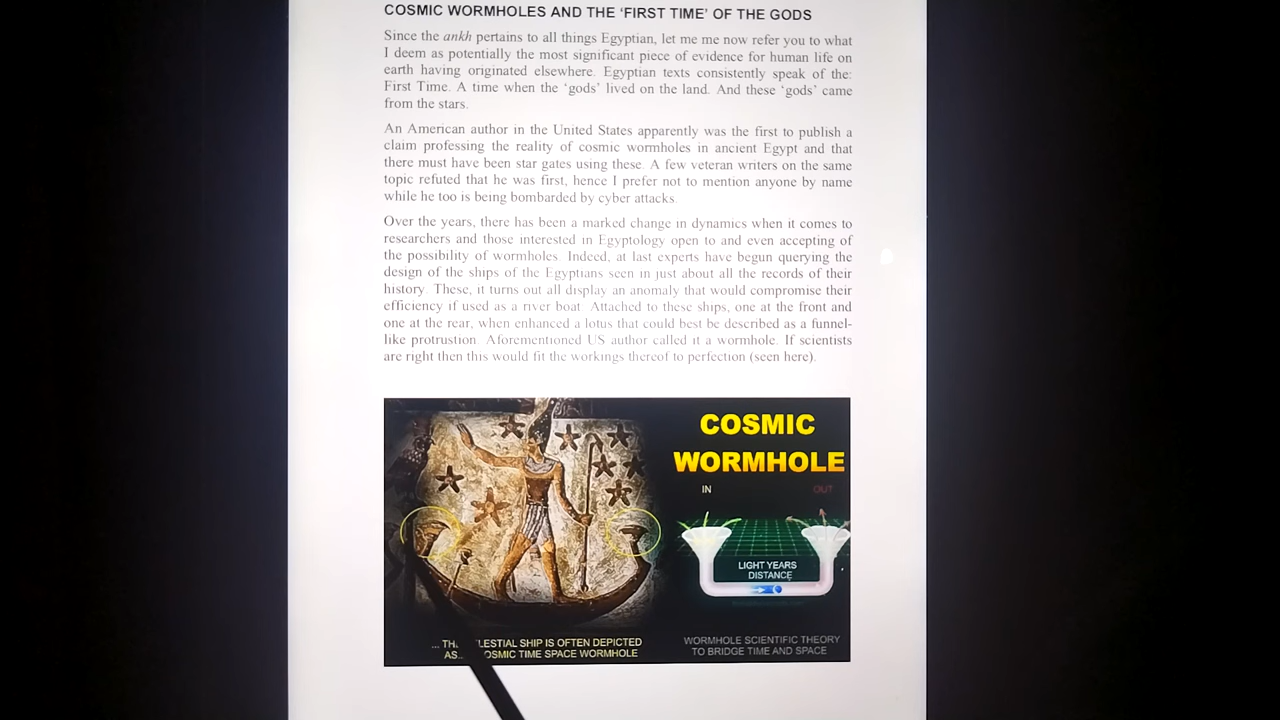 COSMIC WORMHOLES AND THE ‘FIRST TIME’ OF THE GODS
Since the ankh pertains to all things Egyptian, let me me now refer you to what
I deem as potentially the most significant piece of evidence for human life on
earth having originated elsewhere. Egyptian texts consistently speak of the:
First Time. A time when the ‘gods’ lived on the land. And these ‘gods’ came
from the stars.
An American author in the United States apparently was the first to publish a
claim professing the reality of cosmic wormholes in ancient Egypt and that
there must have been star gates using these. A few veteran writers on the same
topic refuted that he was first, hence I prefer not to mention anyone by name
while he too is being bombarded by cyber attacks.
Over the years, there has been a marked change in dynamics when it comes to
researchers and those interested in Egyptology open to and even accepting of
the possibility of wormholes. Indeed, at last experts have begun querying the
design of the ships of the Egyptians seen in just about all the records of their
history. These, it turns out all display an anomaly that would compromise their
efficiency if used as a river boat. Attached to these ships, one at the front and
one at the rear, when enhanced a lotus that could best be described as a funnel-
like protrustion. Aforementioned US author called it a wormhole. If scientists
are right then this would fit the workings thereof to perfection (seen here).
COSMIC
WORMHOLE
IN OUT
LIGHT YEARS
DISTANCE
... SHIP IS OFTEN DEPICTED
AS TIME SPACE WORMHOLE
WORMHOLE SCIENTIFIC THEORY
TO BRIDGE TIME AND SPACE